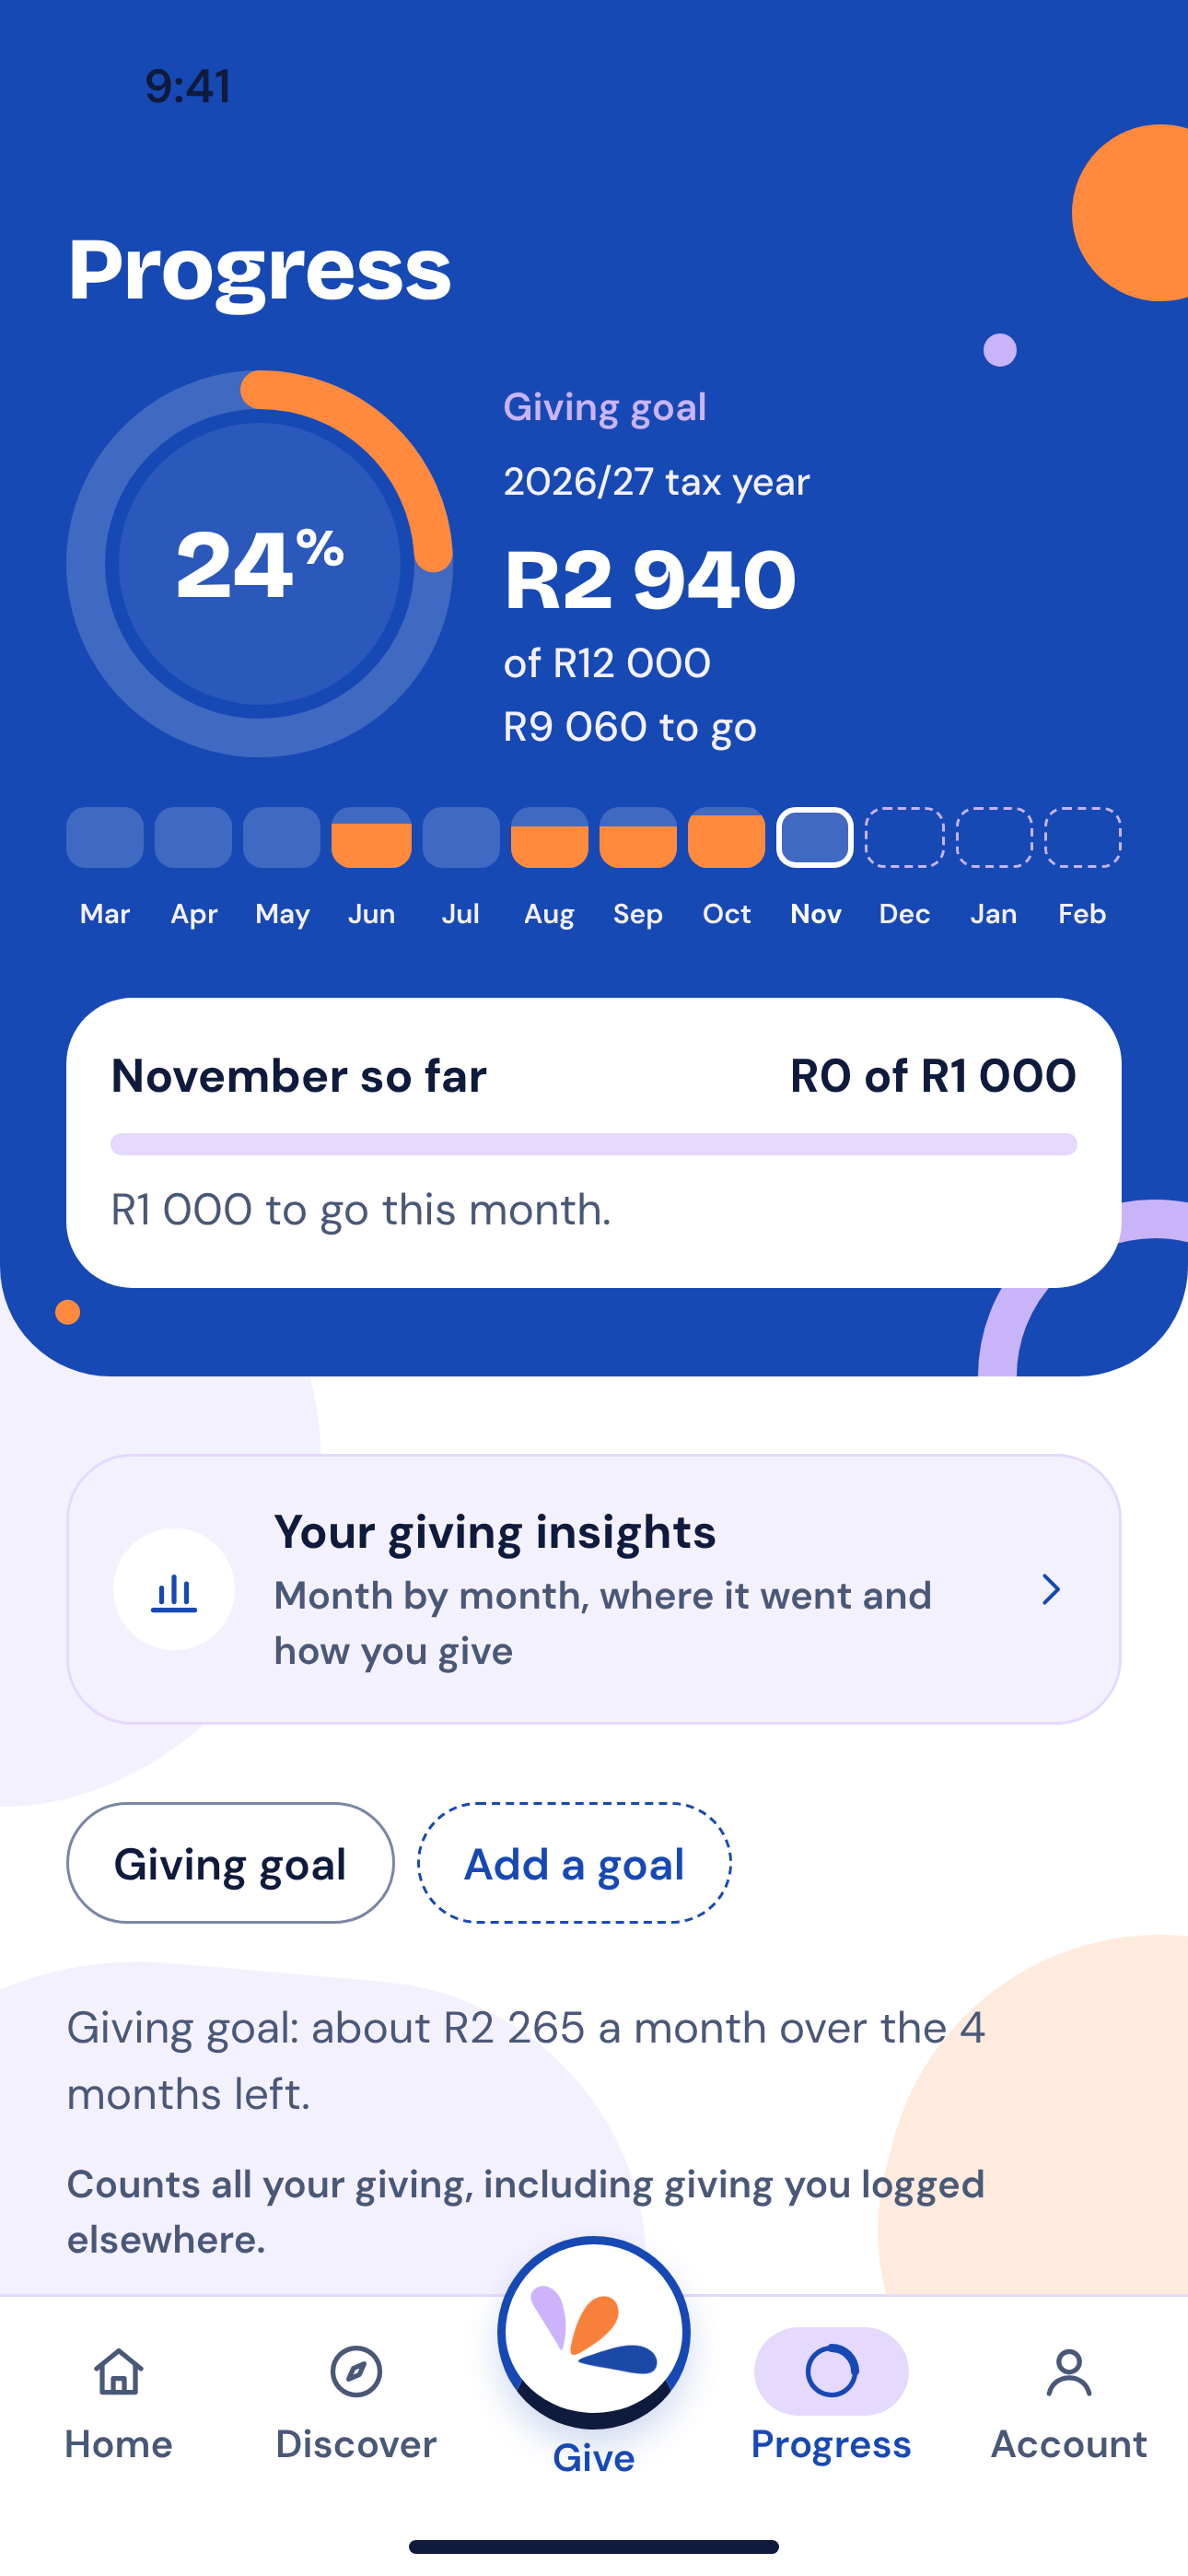 9:41
Progress
24%
Giving goal
2026/27 tax year
R2 940
of R12 000
R9 060 to go
Mar Apr May Jun Jul Aug Sep Oct Nov Dec Jan Feb
November so far R0 of R1 000
R1 000 to go this month.
Your giving insights
Month by month, where it went and
how you give
Giving goal Add a goal
Giving goal: about R2 265 a month over the 4
months left.
Counts all your giving, including giving you logged
elsewhere.
Home Discover Give Progress Account